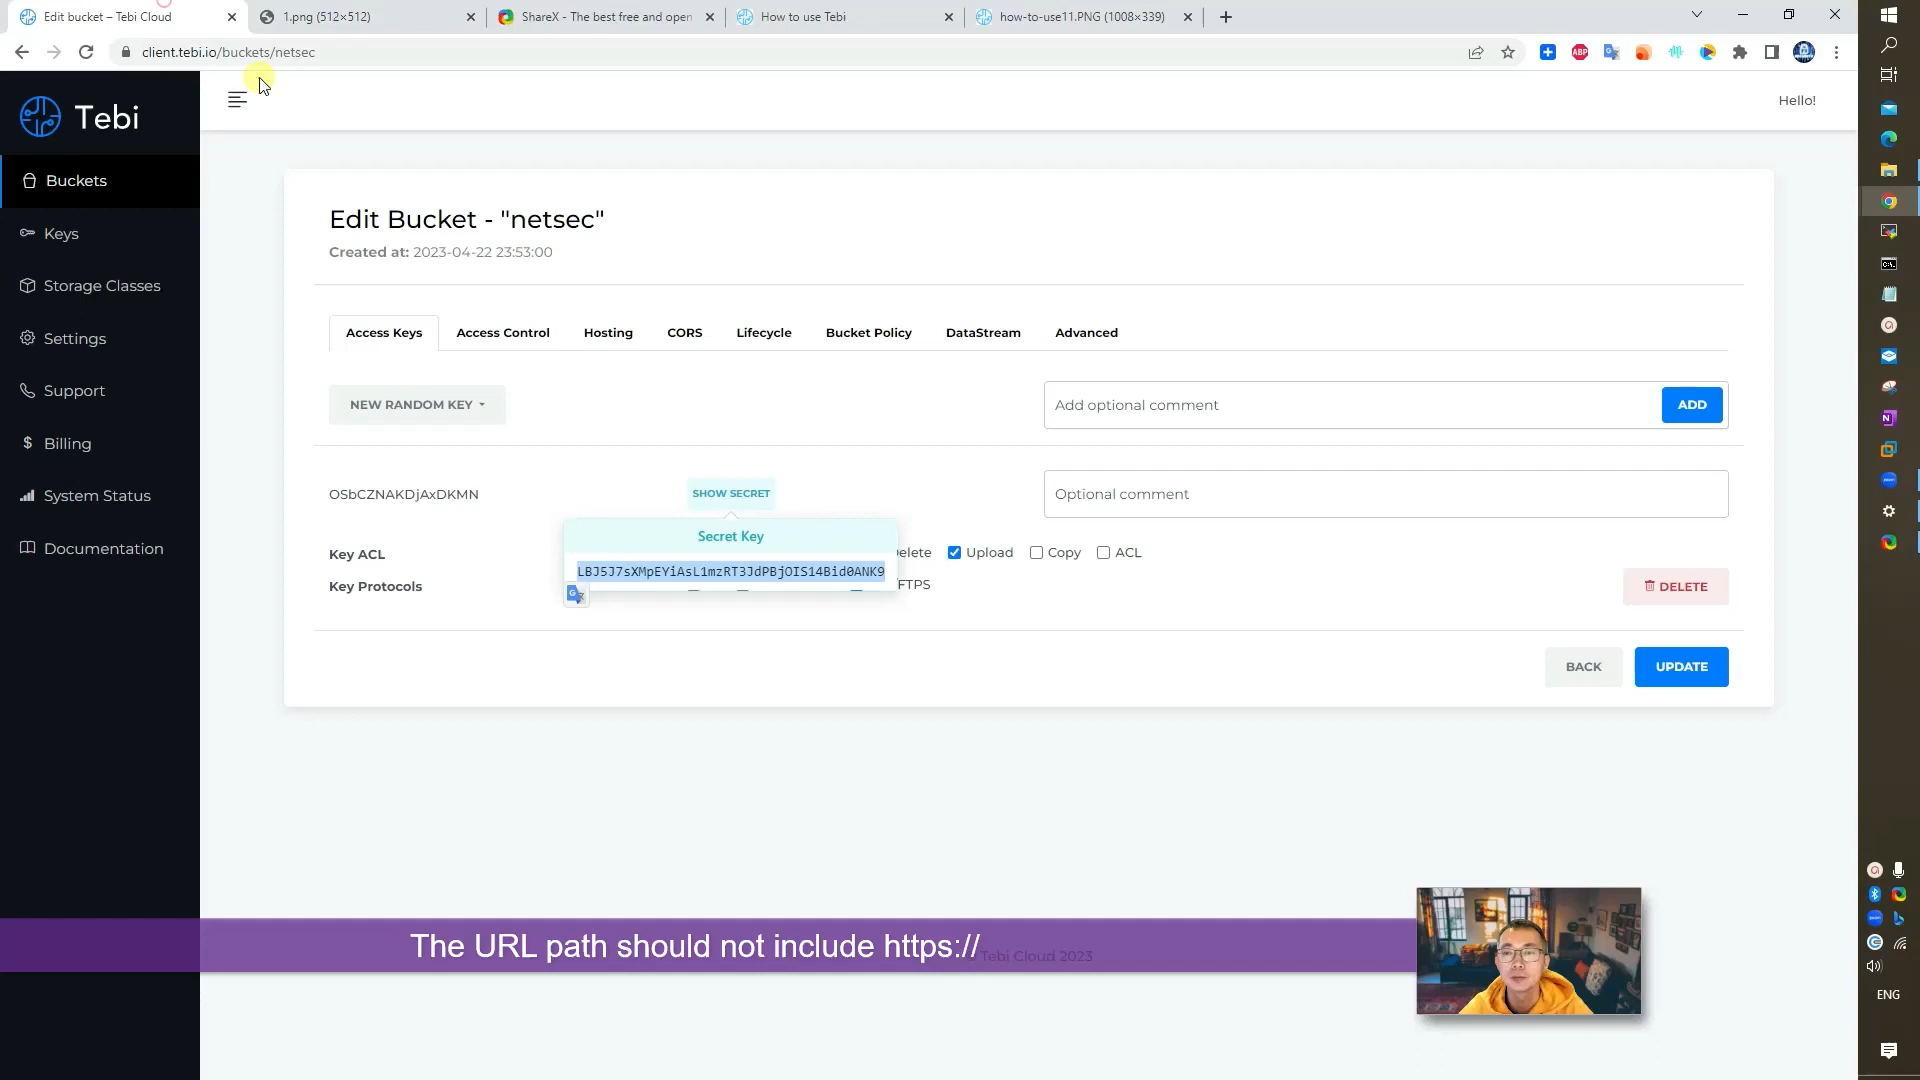 Edit bucket – Tebi Cloud
1.png (512×512)
ShareX - The best free and open
How to use Tebi
how-to-use11.PNG (1008×339)
client.tebi.io/buckets/netsec
ABP
Tebi
Hello!
Buckets
Keys
Storage Classes
Settings
Support
Billing
System Status
Documentation
Edit Bucket - "netsec"
Created at: 2023-04-22 23:53:00
Access Keys
Access Control
Hosting
CORS
Lifecycle
Bucket Policy
DataStream
Advanced
NEW RANDOM KEY
Add optional comment
ADD
OSbCZNAKDjAxDKMN
SHOW SECRET
Optional comment
Secret Key
LBJ5J7sXMpEYiAsL1mzRT3JdPBjOIS14Bid0ANK9
Key ACL
elete
Upload
Copy
ACL
Key Protocols
FTPS
DELETE
BACK
UPDATE
The URL path should not include https://
Tebi Cloud 2023
ENG